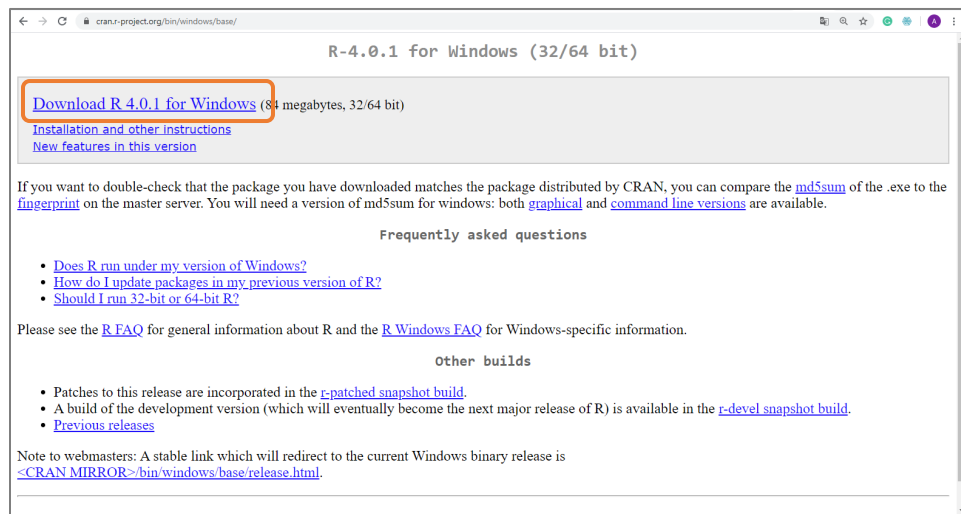 cran.r-project.org/bin/windows/base/
A
R-4.0.1 for Windows (32/64 bit)
Download R 4.0.1 for Windows (84 megabytes, 32/64 bit)
Installation and other instructions
New features in this version
If you want to double-check that the package you have downloaded matches the package distributed by CRAN, you can compare the md5sum of the .exe to the
fingerprint on the master server. You will need a version of md5sum for windows: both graphical and command line versions are available.
Frequently asked questions
• Does R run under my version of Windows?
• How do I update packages in my previous version of R?
• Should I run 32-bit or 64-bit R?
Please see the R FAQ for general information about R and the R Windows FAQ for Windows-specific information.
Other builds
• Patches to this release are incorporated in the r-patched snapshot build.
• A build of the development version (which will eventually become the next major release of R) is available in the r-devel snapshot build.
• Previous releases
Note to webmasters: A stable link which will redirect to the current Windows binary release is
<CRAN MIRROR>/bin/windows/base/release.html.